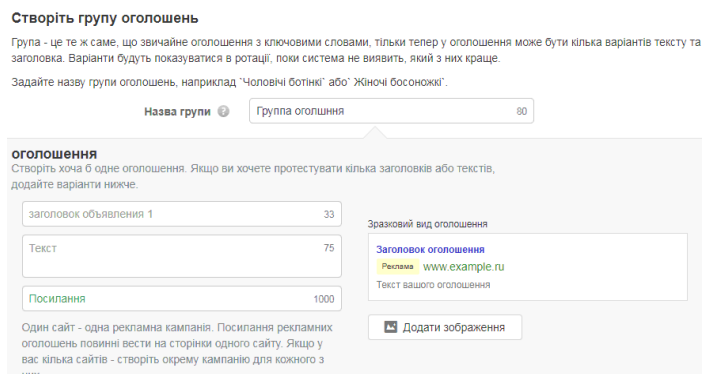 Створіть групу оголошень
Група - це те ж саме, що звичайне оголошення з ключовими словами, тільки тепер у оголошення може бути кілька варіантів тексту та
заголовка. Варіанти будуть показуватися в ротації, поки система не виявить, який з них краще.
Задайте назву групи оголошень, наприклад `Чоловічі ботінкі` або` Жіночі босоножкі`.
Назва групи ? Группа оголшння 80
оголошення
Створіть хоча б одне оголошення. Якщо ви хочете протестувати кілька заголовків або текстів,
додайте варіанти нижче.
заголовок объявления 1 33
Текст 75
Посилання 1000
Один сайт - одна рекламна кампанія. Посилання рекламних
оголошень повинні вести на сторінки одного сайту. Якщо у
вас кілька сайтів - створіть окрему кампанію для кожного з
Зразковий вид оголошення
Заголовок оголошення
Реклама www.example.ru
Текст вашого оголошення
Додати зображення